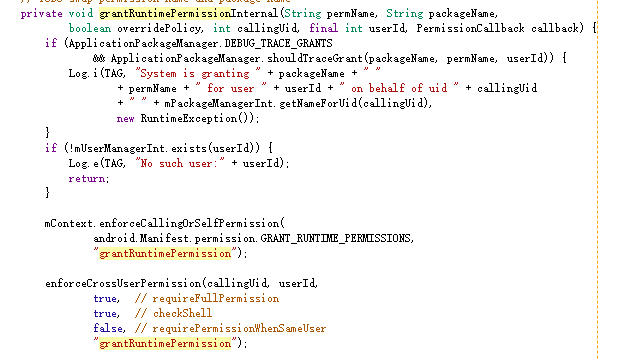 private void grantRuntimePermissionInternal(String permName, String packageName,
boolean overridePolicy, int callingUid, final int userId, PermissionCallback callback) {
if (ApplicationPackageManager.DEBUG_TRACE_GRANTS
&& ApplicationPackageManager.shouldTraceGrant(packageName, permName, userId)) {
Log.i(TAG, "System is granting " + packageName + " "
+ permName + " for user " + userId + " on behalf of uid " + callingUid
+ " " + mPackageManagerInt.getNameForUid(callingUid),
new RuntimeException());
}
if (!mUserManagerInt.exists(userId)) {
Log.e(TAG, "No such user:" + userId);
return;
}
mContext.enforceCallingOrSelfPermission(
android.Manifest.permission.GRANT_RUNTIME_PERMISSIONS,
"grantRuntimePermission");
enforceCrossUserPermission(callingUid, userId,
true,  // requireFullPermission
true,  // checkShell
false, // requirePermissionWhenSameUser
"grantRuntimePermission");